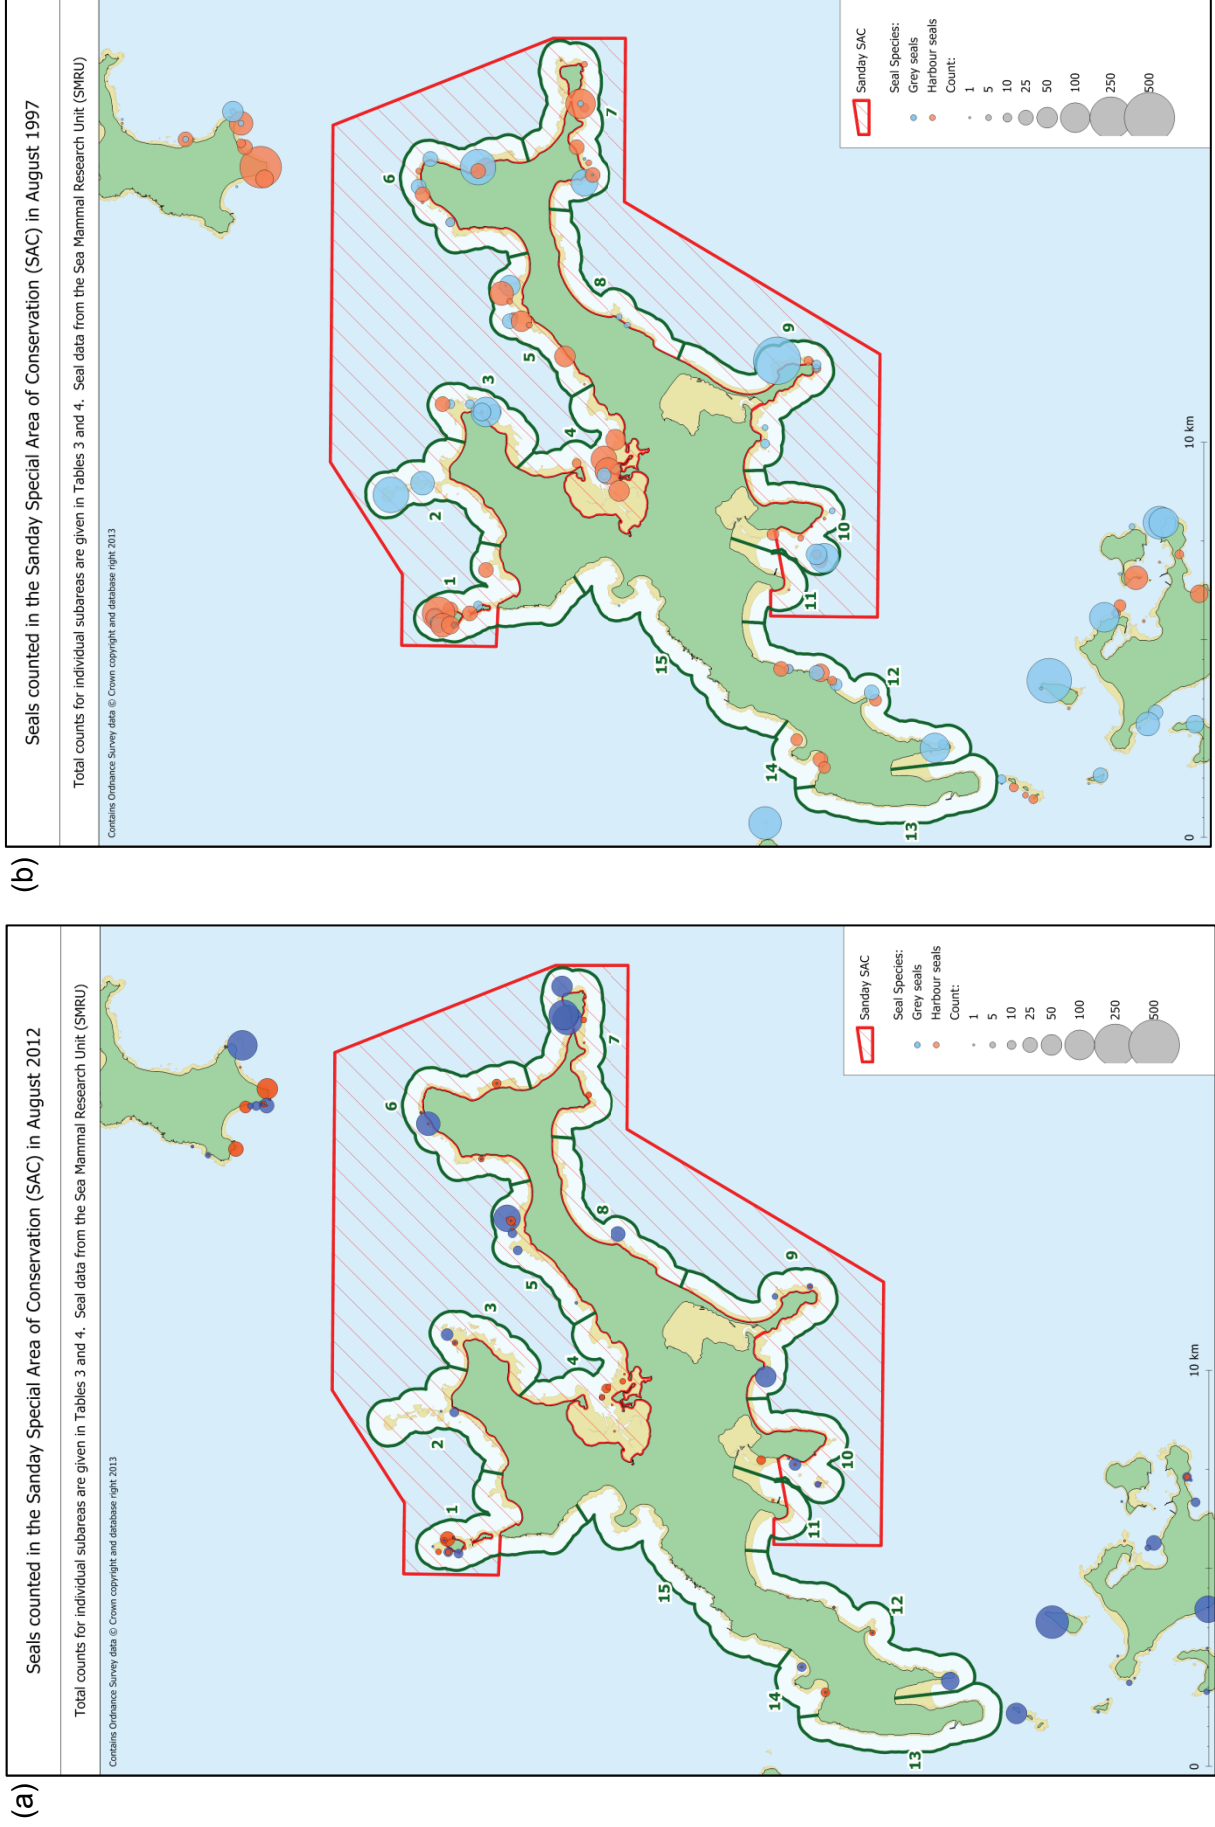 (a)
Seals counted in the Sanday Special Area of Conservation (SAC) in August 2012
Total counts for individual subareas are given in Tables 3 and 4. Seal data from the Sea Mammal Research Unit (SMRU)
Contains Ordnance Survey data © Crown copyright and database right 2013
1
2
3
4
5
6
7
8
9
10
11
12
13
14
15
Sanday SAC
Seal Species:
Grey seals
Harbour seals
Count:
1
5
10
25
50
100
250
500
0
10 km
(b)
Seals counted in the Sanday Special Area of Conservation (SAC) in August 1997
Total counts for individual subareas are given in Tables 3 and 4. Seal data from the Sea Mammal Research Unit (SMRU)
Contains Ordnance Survey data © Crown copyright and database right 2013
1
2
3
4
5
6
7
8
9
10
11
12
13
14
15
Sanday SAC
Seal Species:
Grey seals
Harbour seals
Count:
1
5
10
25
50
100
250
500
0
10 km